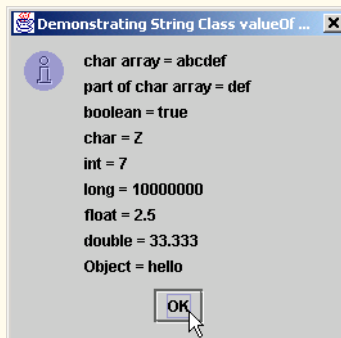 Demonstrating String Class valueOf ...
char array = abcdef
part of char array = def
boolean = true
char = Z
int = 7
long = 10000000
float = 2.5
double = 33.333
Object = hello
OK